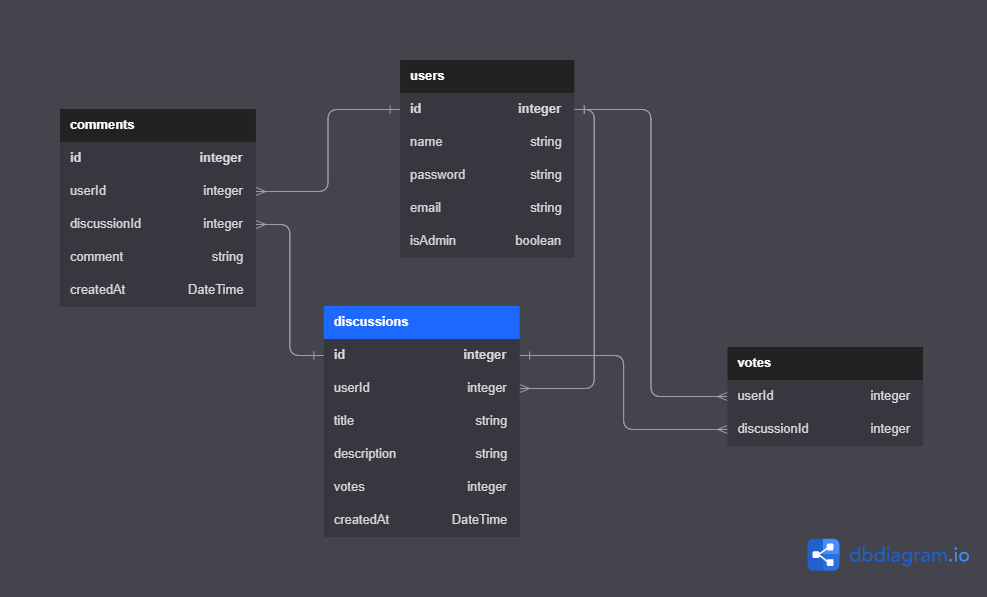 users
id integer
name string
password string
email string
isAdmin boolean
comments
id integer
userId integer
discussionId integer
comment string
createdAt DateTime
discussions
id integer
userId integer
title string
description string
votes integer
createdAt DateTime
votes
userId integer
discussionId integer
dbdiagram.io